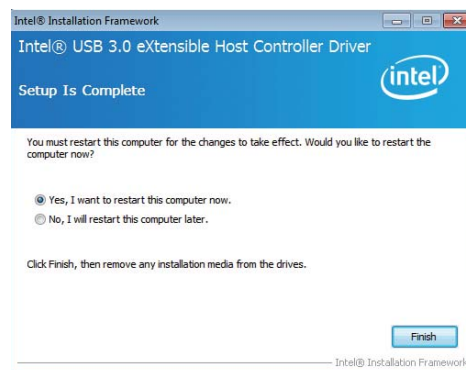 Intel® Installation Framework
Intel® USB 3.0 eXtensible Host Controller Driver
intel
Setup Is Complete
You must restart this computer for the changes to take effect. Would you like to restart the
computer now?
Yes, I want to restart this computer now.
No, I will restart this computer later.
Click Finish, then remove any installation media from the drives.
Finish
Intel® Installation Framework